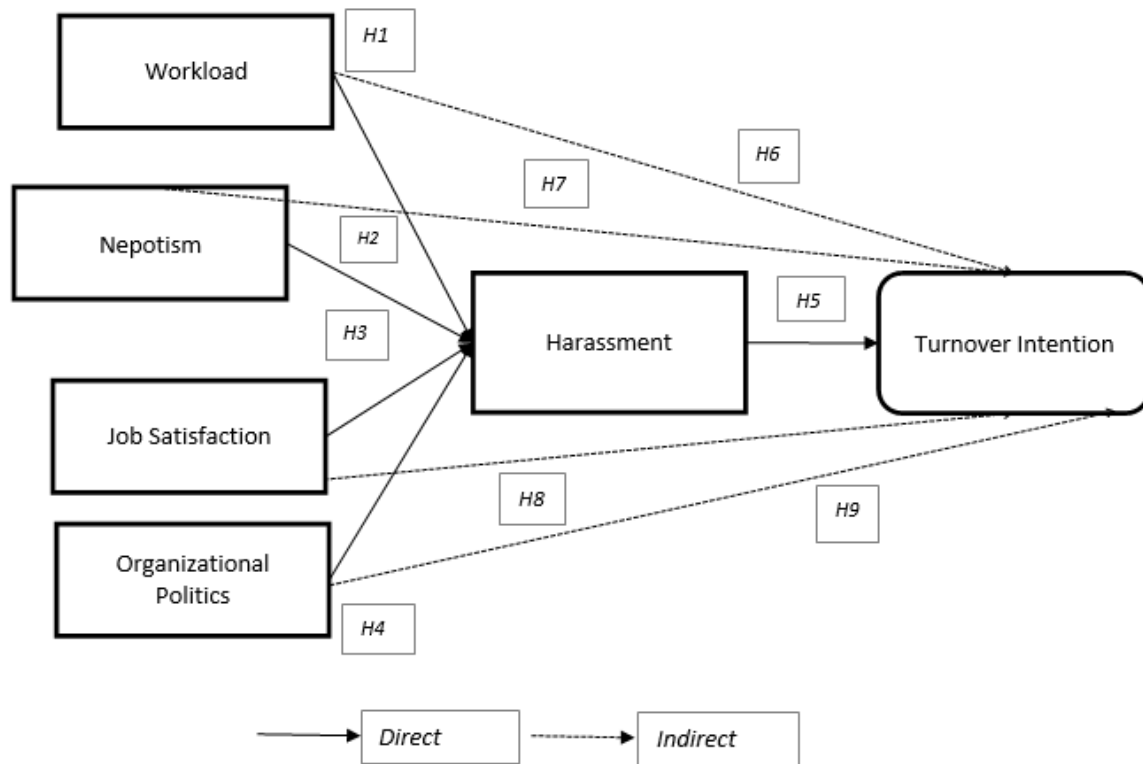 H1
Workload
H6
H7
Nepotism
H2
H5
H3
Harassment
Turnover Intention
Job Satisfaction
H8
H9
Organizational
Politics
H4
Direct
Indirect